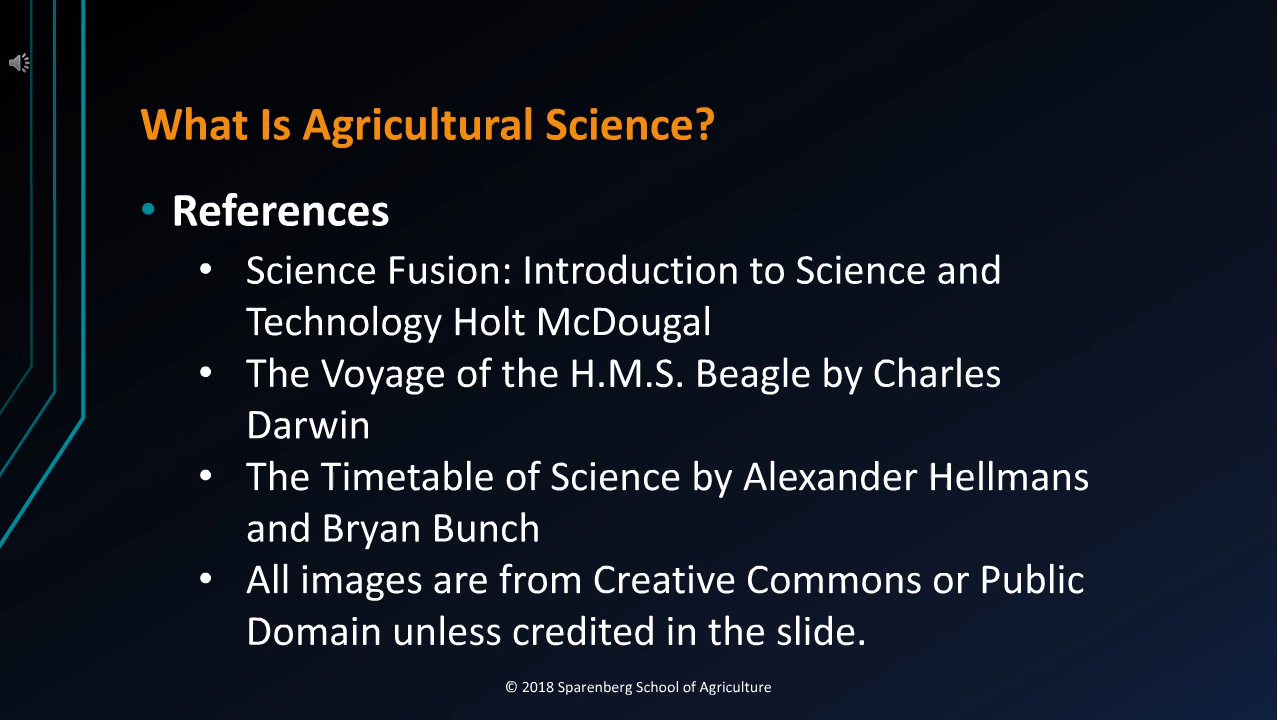 What Is Agricultural Science?
• References
• Science Fusion: Introduction to Science and
Technology Holt McDougal
• The Voyage of the H.M.S. Beagle by Charles
Darwin
• The Timetable of Science by Alexander Hellmans
and Bryan Bunch
• All images are from Creative Commons or Public
Domain unless credited in the slide.
© 2018 Sparenberg School of Agriculture